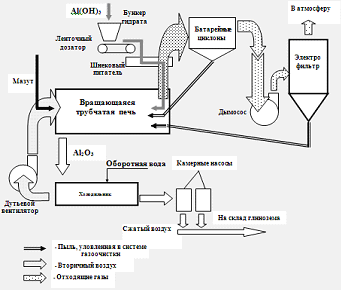 Al(OH)3
Бункер
гидрата
Ленточный
дозатор
Шнековый
питатель
Батарейные
циклоны
В атмосферу
Электро
фильтр
Мазут
Вращающаяся
трубчатая печь
Дымосос
Al2O3
Оборотная вода
Камерные насосы
Холодильник
Дутьевой
вентилятор
На склад глинозема
Сжатый воздух
- Пыль, уловленная в системе
газоочистки
- Вторичный воздух
- Отходящие газы